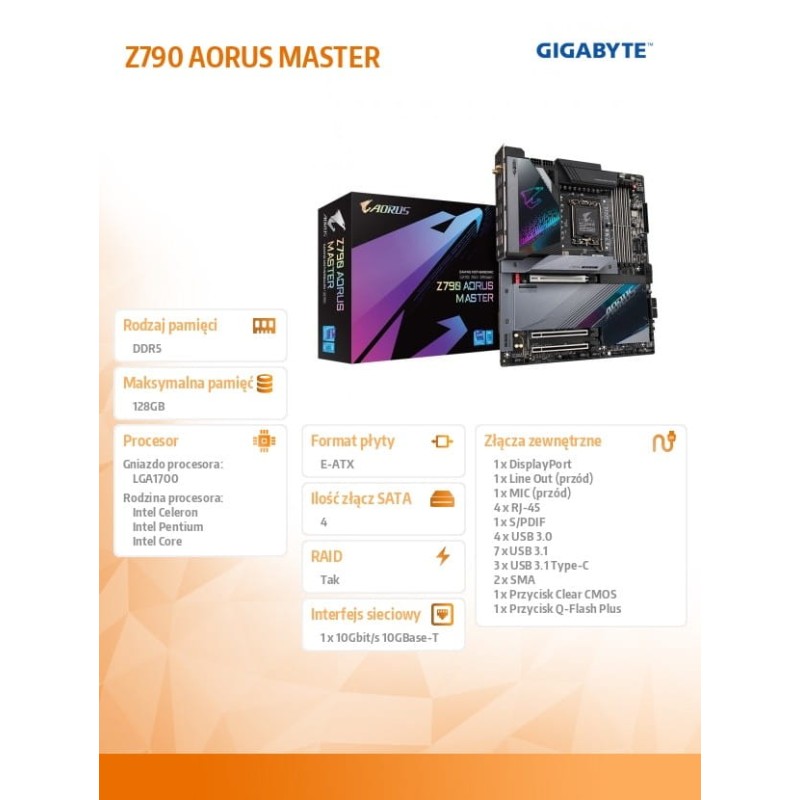 Z790 AORUS MASTER
GIGABYTE™
AORUS
Z790 AORUS
MASTER
Z790 AORUS
MASTER
AORUS
Rodzaj pamięci
DDR5
Maksymalna pamięć
128GB
Procesor
Gniazdo procesora:
LGA1700
Rodzina procesora:
Intel Celeron
Intel Pentium
Intel Core
Format płyty
E-ATX
Ilość złącz SATA
4
RAID
Tak
Interfejs sieciowy
1 x 10Gbit/s 10GBase-T
Złącza zewnętrzne
1 x DisplayPort
1 x Line Out (przód)
1 x MIC (przód)
4 x RJ-45
1 x S/PDIF
4 x USB 3.0
7 x USB 3.1
3 x USB 3.1 Type-C
2 x SMA
1 x Przycisk Clear CMOS
1 x Przycisk Q-Flash Plus